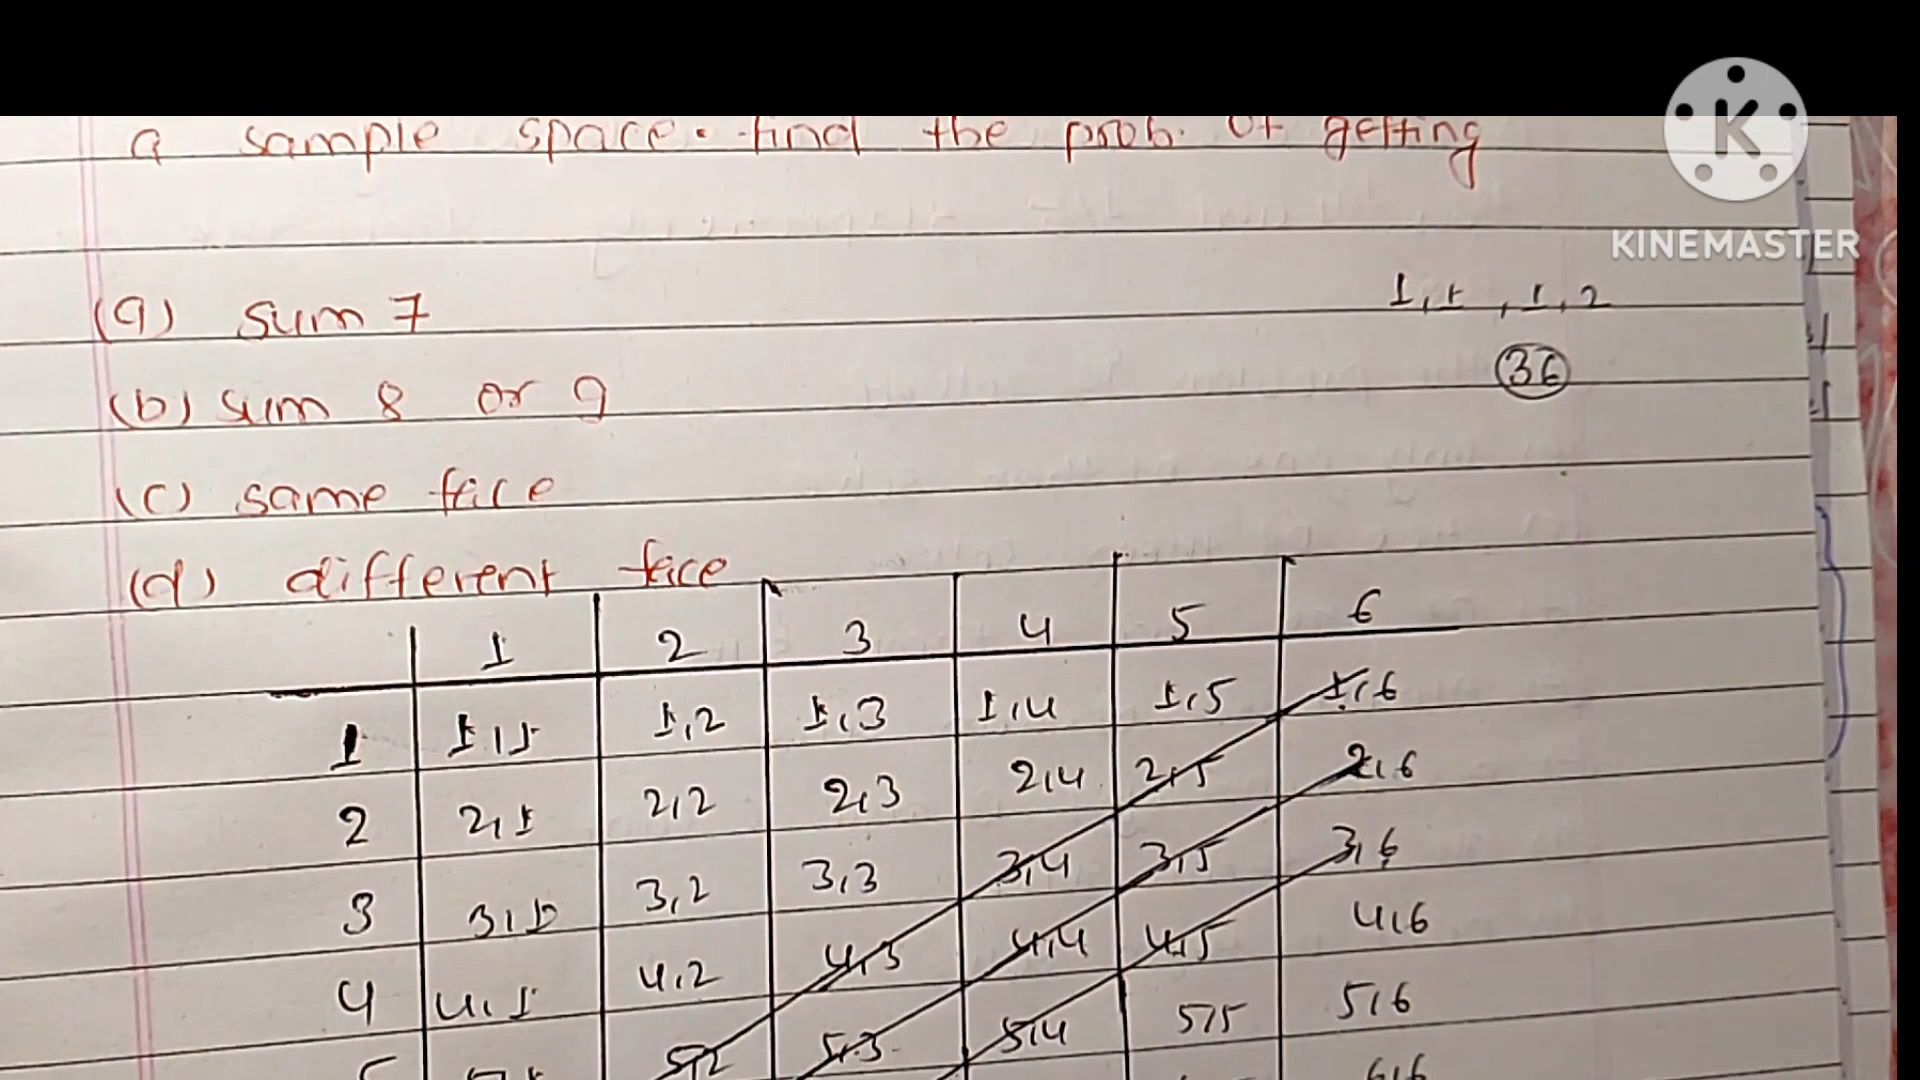 a sample space. find the prob. of getting
K
KINEMASTER
(a) sum 7
1,1, 1,2
(b) sum 8 or 9
36
(c) same face
(d) different face
1 2 3 4 5 6
1 1,1 1,2 1,3 1,4 1,5 1,6
2 2,1 2,2 2,3 2,4 2,5 2,6
3 3,1 3,2 3,3 3,4 3,5 3,6
4 4,1 4,2 4,3 4,4 4,5 4,6
5,2 5,3 5,4 5,5 5,6
6,6